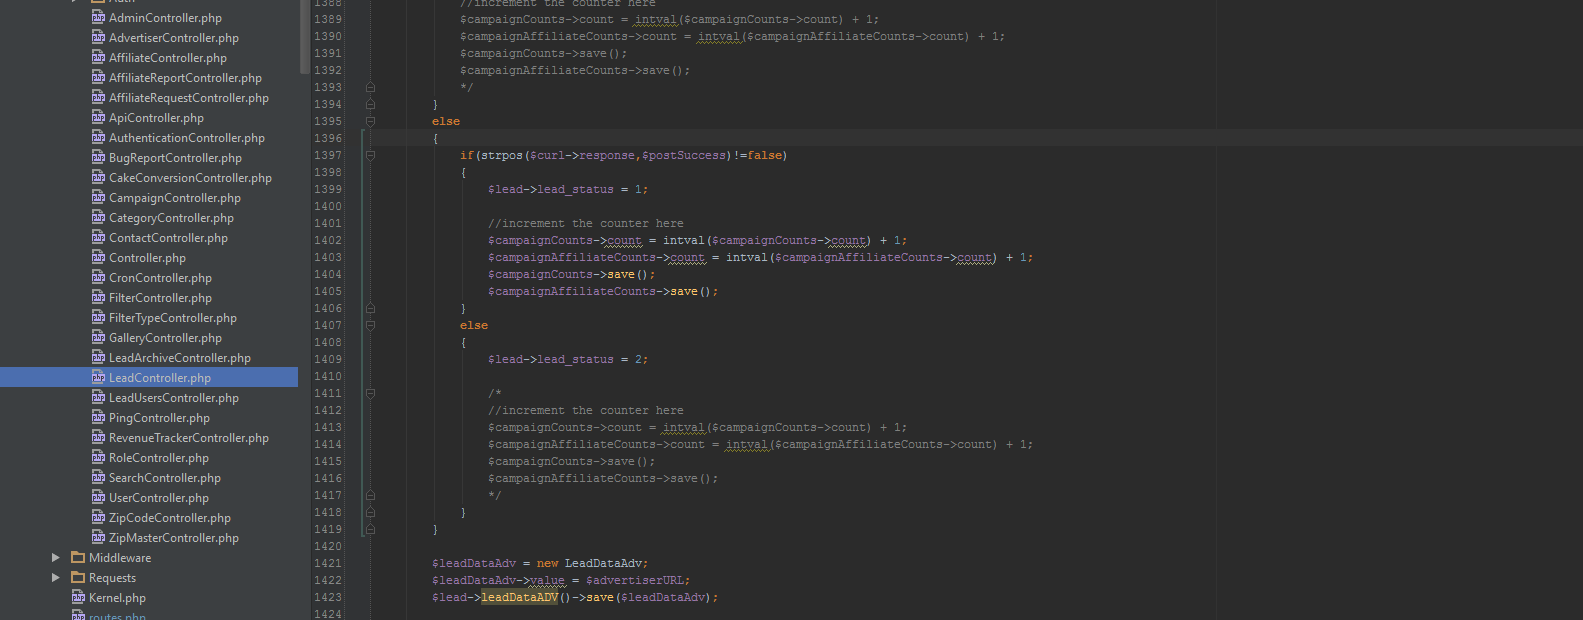 Auth
AdminController.php
AdvertiserController.php
AffiliateController.php
AffiliateReportController.php
AffiliateRequestController.php
ApiController.php
AuthenticationController.php
BugReportController.php
CakeConversionController.php
CampaignController.php
CategoryController.php
ContactController.php
Controller.php
CronController.php
FilterController.php
FilterTypeController.php
GalleryController.php
LeadArchiveController.php
LeadController.php
LeadUsersController.php
PingController.php
RevenueTrackerController.php
RoleController.php
SearchController.php
UserController.php
ZipCodeController.php
ZipMasterController.php
Middleware
Requests
Kernel.php
routes.php
1388 //increment the counter here
1389 $campaignCounts->count = intval($campaignCounts->count) + 1;
1390 $campaignAffiliateCounts->count = intval($campaignAffiliateCounts->count) + 1;
1391 $campaignCounts->save();
1392 $campaignAffiliateCounts->save();
1393 */
1394 }
1395 else
1396 {
1397 if(strpos($curl->response,$postSuccess)!=false)
1398 {
1399 $lead->lead_status = 1;
1400
1401 //increment the counter here
1402 $campaignCounts->count = intval($campaignCounts->count) + 1;
1403 $campaignAffiliateCounts->count = intval($campaignAffiliateCounts->count) + 1;
1404 $campaignCounts->save();
1405 $campaignAffiliateCounts->save();
1406 }
1407 else
1408 {
1409 $lead->lead_status = 2;
1410
1411 /*
1412 //increment the counter here
1413 $campaignCounts->count = intval($campaignCounts->count) + 1;
1414 $campaignAffiliateCounts->count = intval($campaignAffiliateCounts->count) + 1;
1415 $campaignCounts->save();
1416 $campaignAffiliateCounts->save();
1417 */
1418 }
1419 }
1420
1421 $leadDataAdv = new LeadDataAdv;
1422 $leadDataAdv->value = $advertiserURL;
1423 $lead->leadDataADV()->save($leadDataAdv);
1424